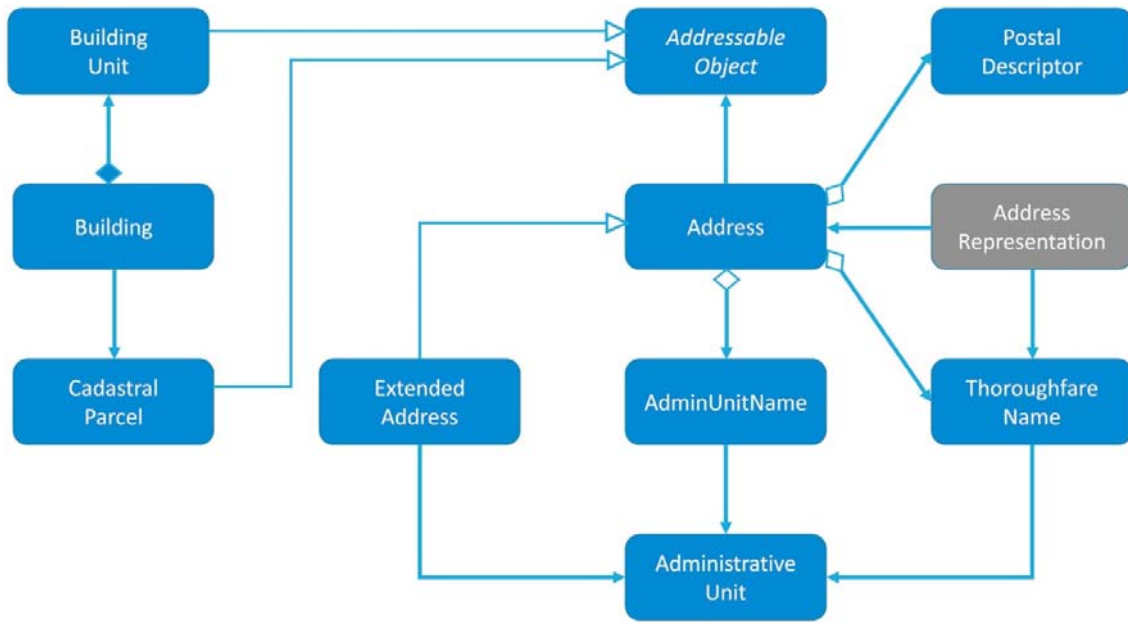 Building
Unit
Addressable
Object
Postal
Descriptor
Building
Address
Address
Representation
Cadastral
Parcel
Extended
Address
AdminUnitName
Thoroughfare
Name
Administrative
Unit